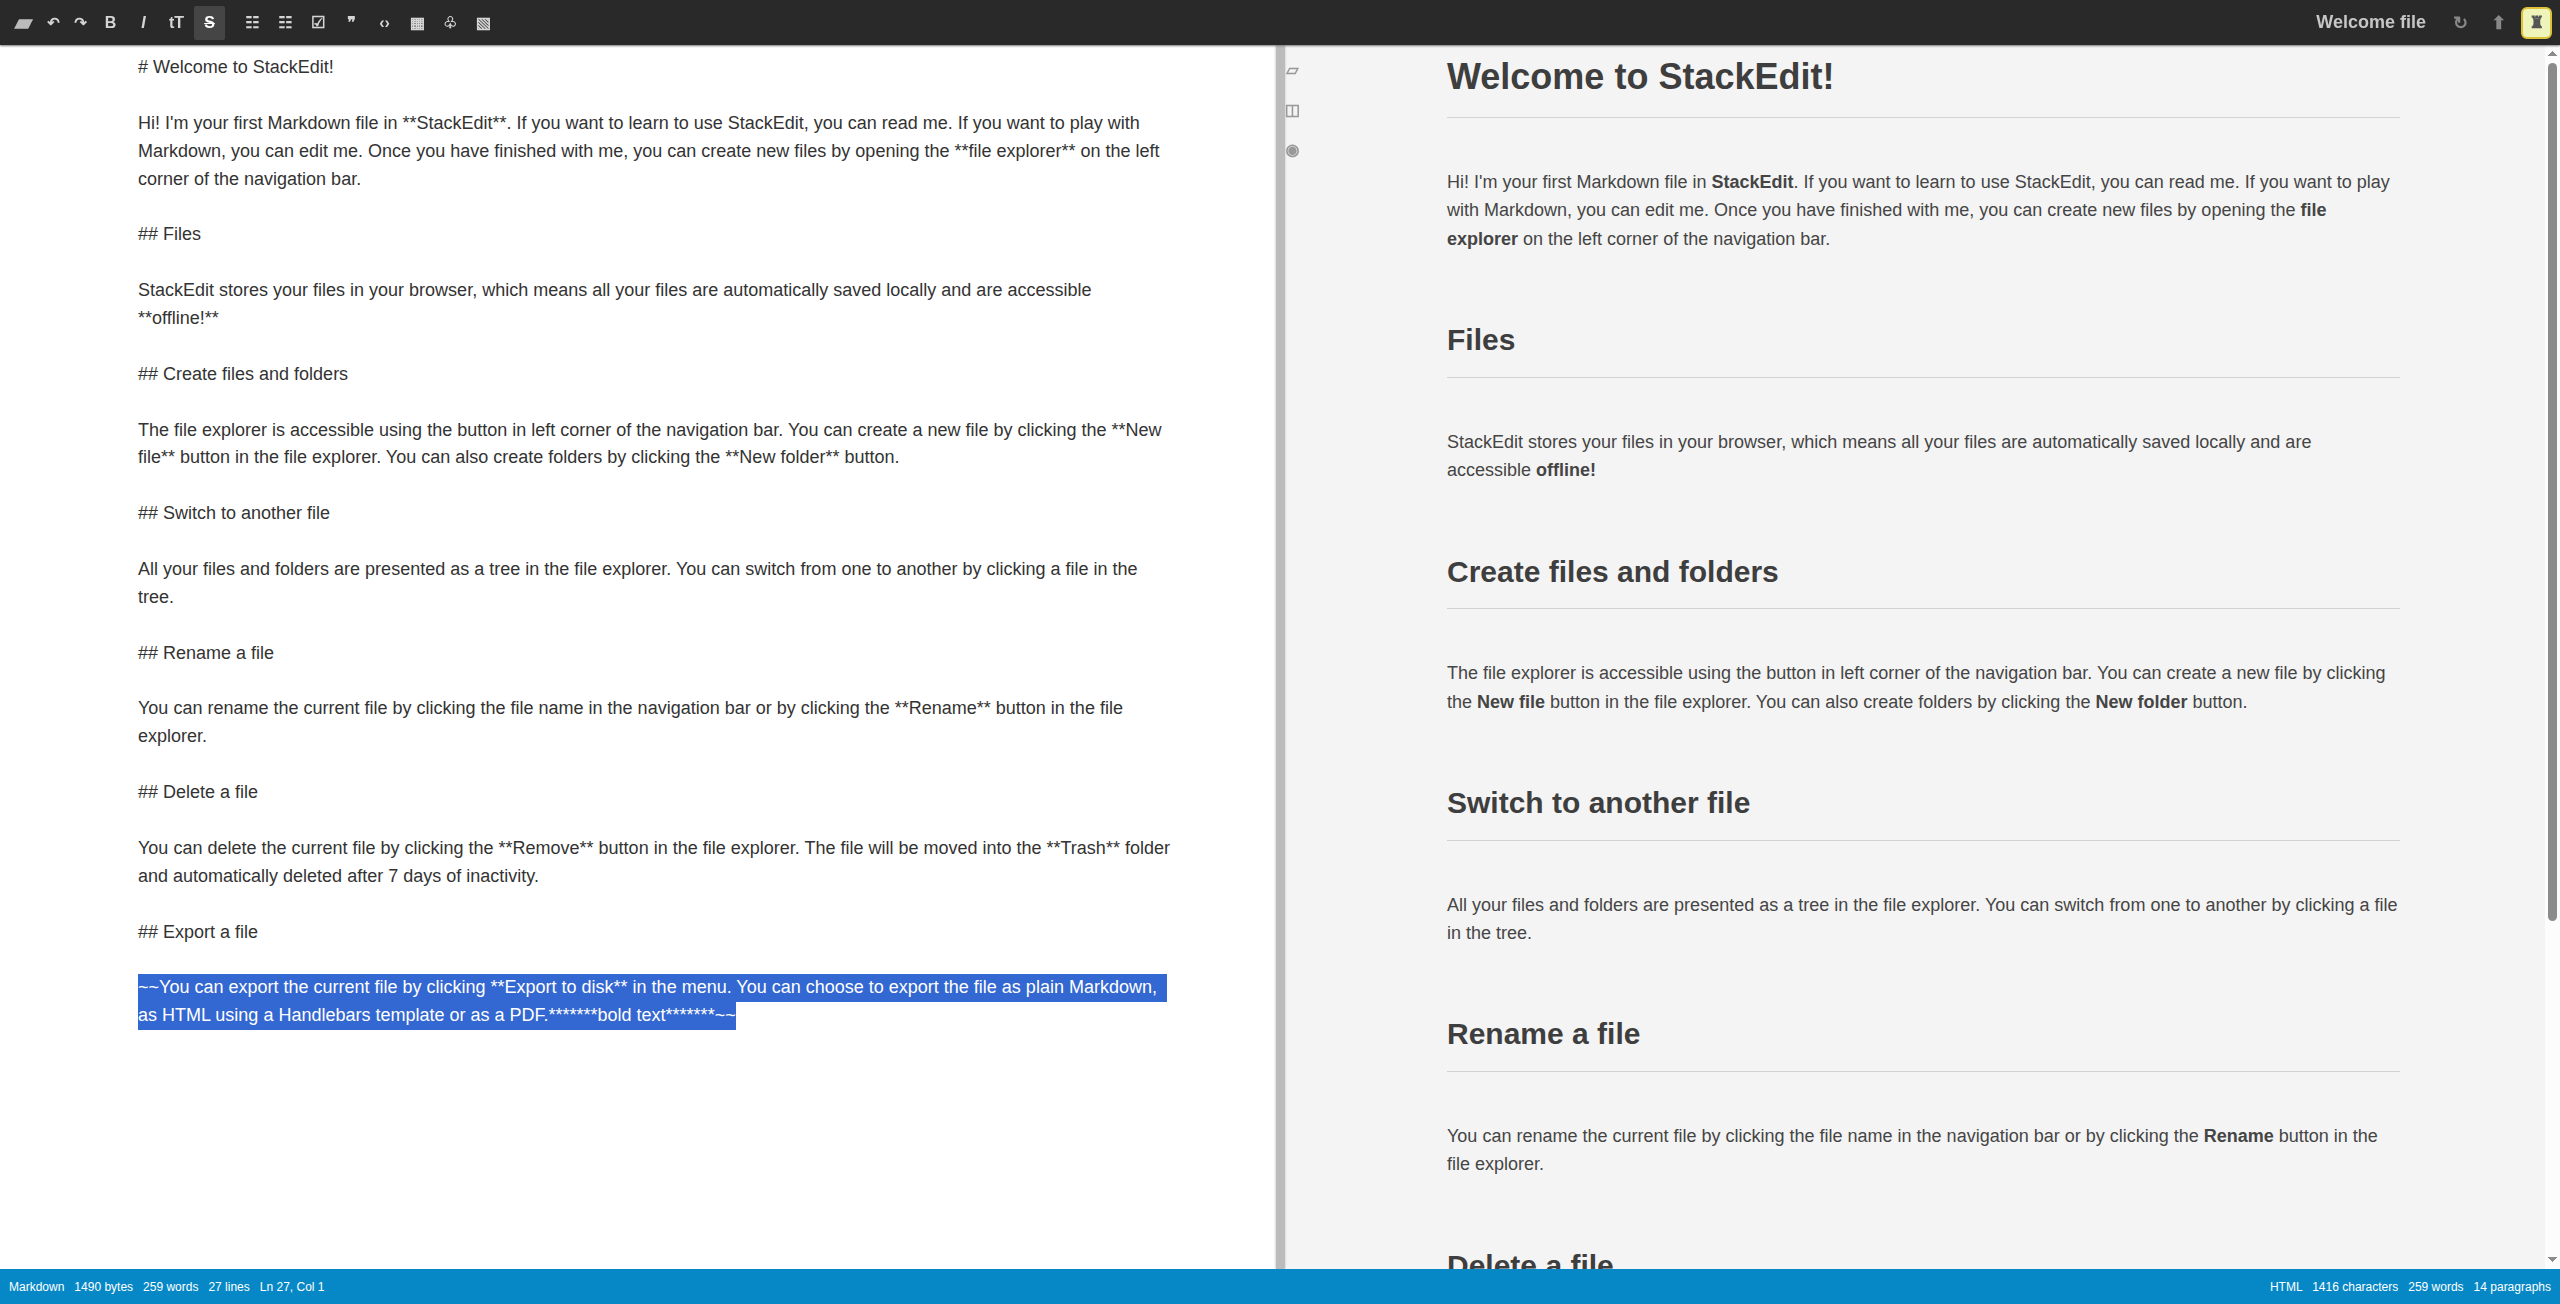 B I tT S Welcome file
# Welcome to StackEdit!
Hi! I'm your first Markdown file in **StackEdit**. If you want to learn to use StackEdit, you can read me. If you want to play with
Markdown, you can edit me. Once you have finished with me, you can create new files by opening the **file explorer** on the left
corner of the navigation bar.
## Files
StackEdit stores your files in your browser, which means all your files are automatically saved locally and are accessible
**offline!**
## Create files and folders
The file explorer is accessible using the button in left corner of the navigation bar. You can create a new file by clicking the **New
file** button in the file explorer. You can also create folders by clicking the **New folder** button.
## Switch to another file
All your files and folders are presented as a tree in the file explorer. You can switch from one to another by clicking a file in the
tree.
## Rename a file
You can rename the current file by clicking the file name in the navigation bar or by clicking the **Rename** button in the file
explorer.
## Delete a file
You can delete the current file by clicking the **Remove** button in the file explorer. The file will be moved into the **Trash** folder
and automatically deleted after 7 days of inactivity.
## Export a file
~~You can export the current file by clicking **Export to disk** in the menu. You can choose to export the file as plain Markdown,
as HTML using a Handlebars template or as a PDF.*******bold text*******~~
Welcome to StackEdit!
Hi! I'm your first Markdown file in StackEdit. If you want to learn to use StackEdit, you can read me. If you want to play
with Markdown, you can edit me. Once you have finished with me, you can create new files by opening the file
explorer on the left corner of the navigation bar.
Files
StackEdit stores your files in your browser, which means all your files are automatically saved locally and are
accessible offline!
Create files and folders
The file explorer is accessible using the button in left corner of the navigation bar. You can create a new file by clicking
the New file button in the file explorer. You can also create folders by clicking the New folder button.
Switch to another file
All your files and folders are presented as a tree in the file explorer. You can switch from one to another by clicking a file
in the tree.
Rename a file
You can rename the current file by clicking the file name in the navigation bar or by clicking the Rename button in the
file explorer.
Delete a file
Markdown 1490 bytes 259 words 27 lines Ln 27, Col 1
HTML 1416 characters 259 words 14 paragraphs